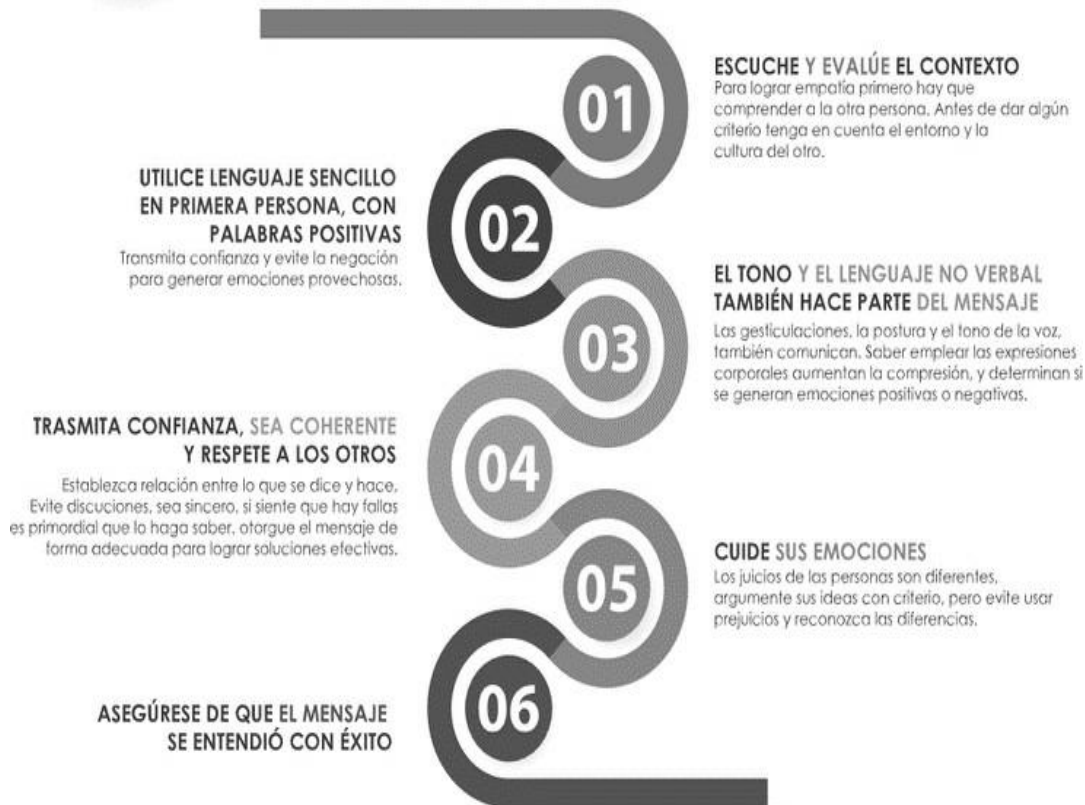 01
ESCUCHE Y EVALÚE EL CONTEXTO
Para lograr empatía primero hay que
comprender a la otra persona. Antes de dar algún
criterio tenga en cuenta el entorno y la
cultura del otro.
02
UTILICE LENGUAJE SENCILLO
EN PRIMERA PERSONA, CON
PALABRAS POSITIVAS
Transmita confianza y evite la negación
para generar emociones provechosas.
03
EL TONO Y EL LENGUAJE NO VERBAL
TAMBIÉN HACE PARTE DEL MENSAJE
Las gesticulaciones, la postura y el tono de la voz,
también comunican. Saber emplear las expresiones
corporales aumentan la compresión, y determinan si
se generan emociones positivas o negativas.
04
TRASMITA CONFIANZA, SEA COHERENTE
Y RESPETE A LOS OTROS
Establezca relación entre lo que se dice y hace.
Evite discuciones, sea sincero, si siente que hay fallas
es primordial que lo haga saber, otorgue el mensaje de
forma adecuada para lograr soluciones efectivas.
05
CUIDE SUS EMOCIONES
Los juicios de las personas son diferentes,
argumente sus ideas con criterio, pero evite usar
prejuicios y reconozca las diferencias.
06
ASEGÚRESE DE QUE EL MENSAJE
SE ENTENDIÓ CON ÉXITO